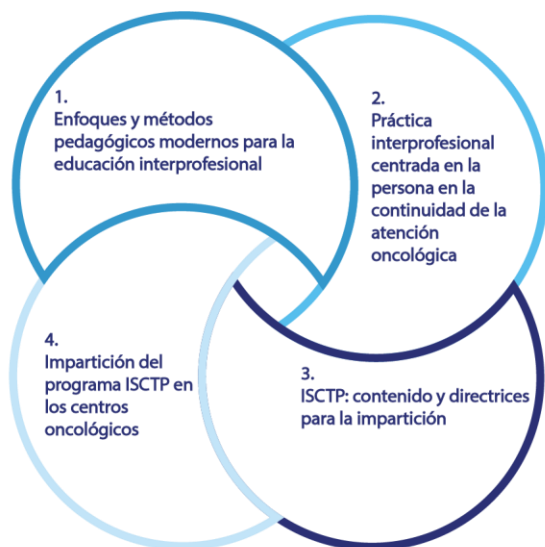 1.
Enfoques y métodos
pedagógicos modernos para la
educación interprofesional
2.
Práctica
interprofesional
centrada en la
persona en la
continuidad de la
atención
oncológica
3.
ISCTP: contenido y directrices
para la impartición
4.
Impartición del
programa ISCTP en
los centros
oncológicos